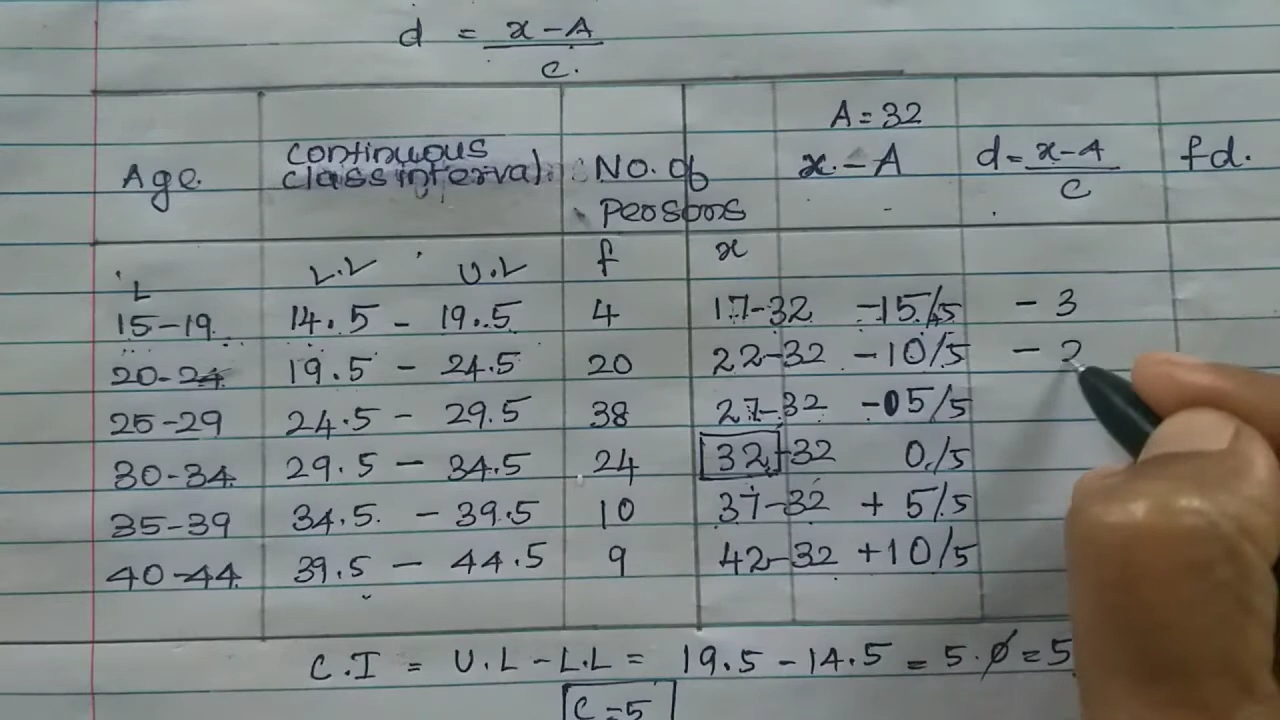 d = x-A
c.
A=32
continuous
Age. class interval. No. of x-A d=x-A fd.
c
Persons
L.L U.L f x
15-19 14.5 - 19.5 4 17-32 -15/5 -3
20-24 19.5 - 24.5 20 22-32 -10/5 -2
25-29 24.5 - 29.5 38 27-32 -05/5
30-34 29.5 - 34.5 24 32-32 0/5
35-39 34.5 - 39.5 10 37-32 +5/5
40-44 39.5 - 44.5 9 42-32 +10/5
C.I = U.L-L.L = 19.5-14.5 = 5.0=5
C=5